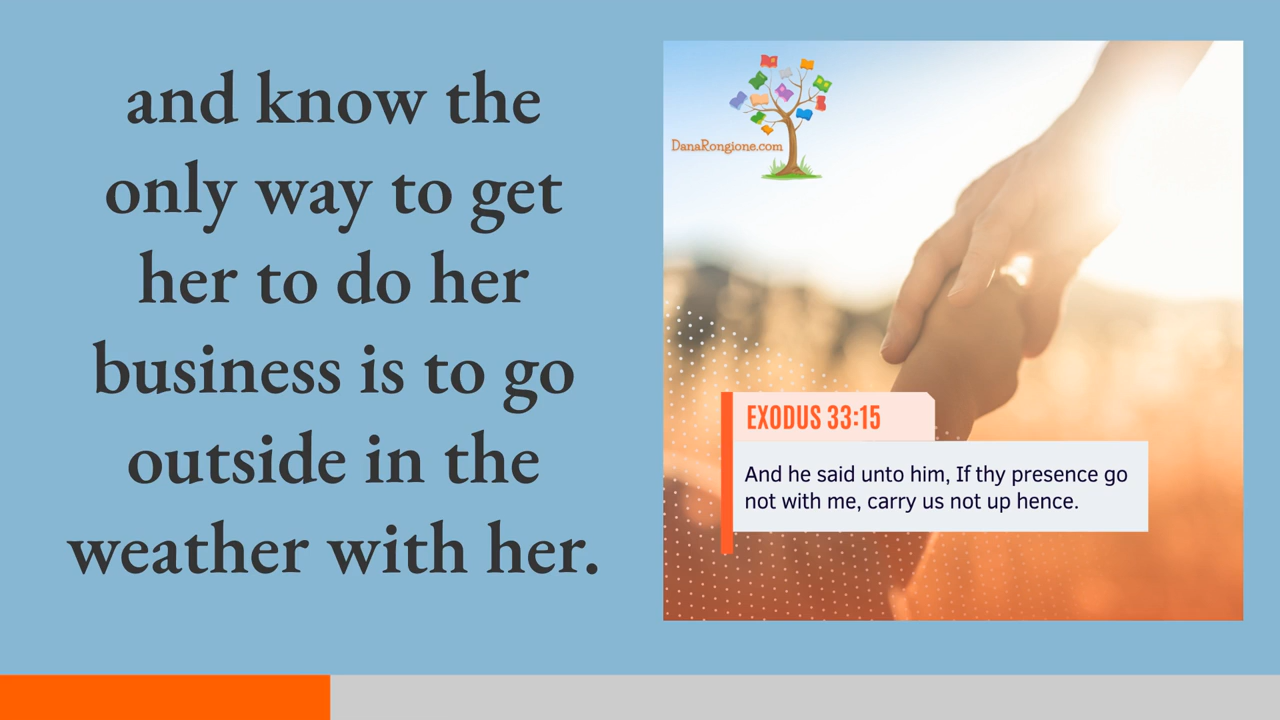 and know the
only way to get
her to do her
business is to go
outside in the
weather with her.
DanaRongione.com
EXODUS 33:15
And he said unto him, If thy presence go
not with me, carry us not up hence.